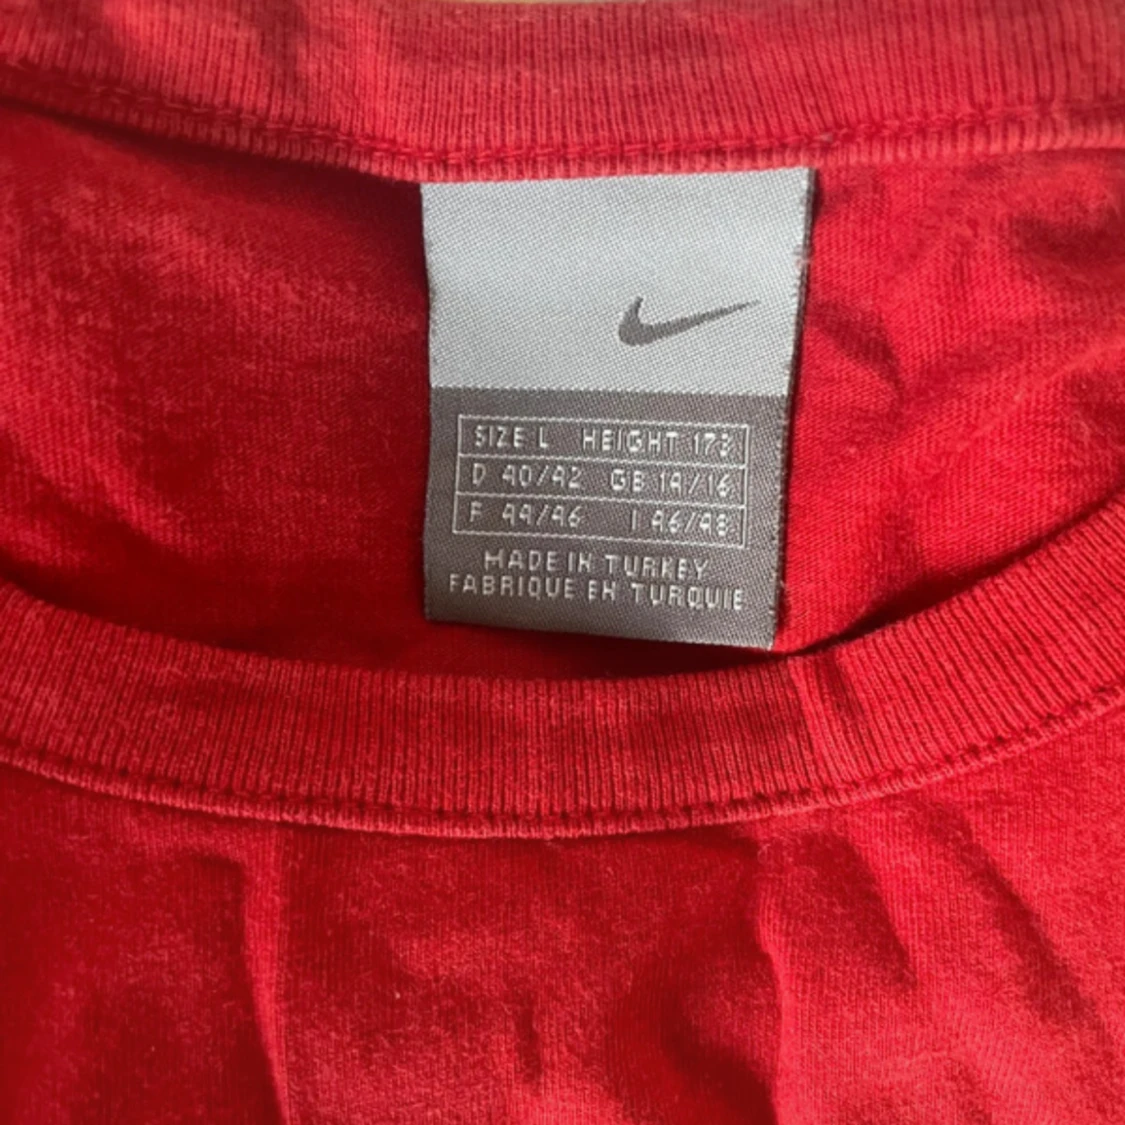 SIZE L HEIGHT 173
D 40/42 GB 14/16
F 44/46 I 46/48
MADE IN TURKEY
FABRIQUE EN TURQUIE